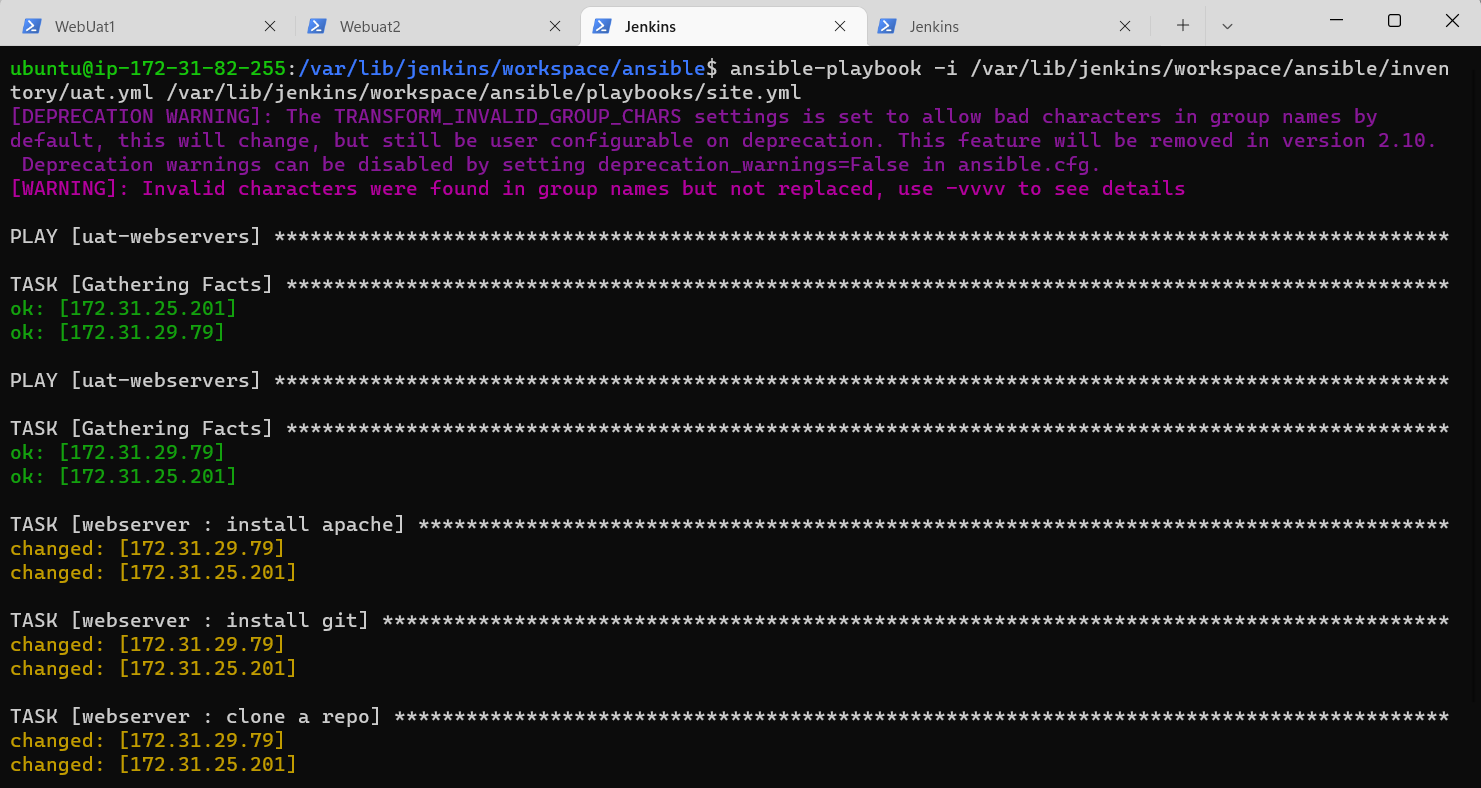 WebUat1
Webuat2
Jenkins
Jenkins
ubuntu@ip-172-31-82-255:/var/lib/jenkins/workspace/ansible$ ansible-playbook -i /var/lib/jenkins/workspace/ansible/inven
tory/uat.yml /var/lib/jenkins/workspace/ansible/playbooks/site.yml
[DEPRECATION WARNING]: The TRANSFORM_INVALID_GROUP_CHARS settings is set to allow bad characters in group names by
default, this will change, but still be user configurable on deprecation. This feature will be removed in version 2.10.
 Deprecation warnings can be disabled by setting deprecation_warnings=False in ansible.cfg.
[WARNING]: Invalid characters were found in group names but not replaced, use -vvvv to see details
PLAY [uat-webservers] **************************************************************************************************
TASK [Gathering Facts] *************************************************************************************************
ok: [172.31.25.201]
ok: [172.31.29.79]
PLAY [uat-webservers] **************************************************************************************************
TASK [Gathering Facts] *************************************************************************************************
ok: [172.31.29.79]
ok: [172.31.25.201]
TASK [webserver : install apache] **************************************************************************************
changed: [172.31.29.79]
changed: [172.31.25.201]
TASK [webserver : install git] *****************************************************************************************
changed: [172.31.29.79]
changed: [172.31.25.201]
TASK [webserver : clone a repo] ****************************************************************************************
changed: [172.31.29.79]
changed: [172.31.25.201]